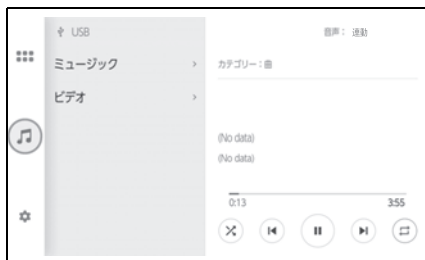 USB
ミュージック
ビデオ
音声： 連動
カテゴリー：曲
(No data)
(No data)
0:13
3:55